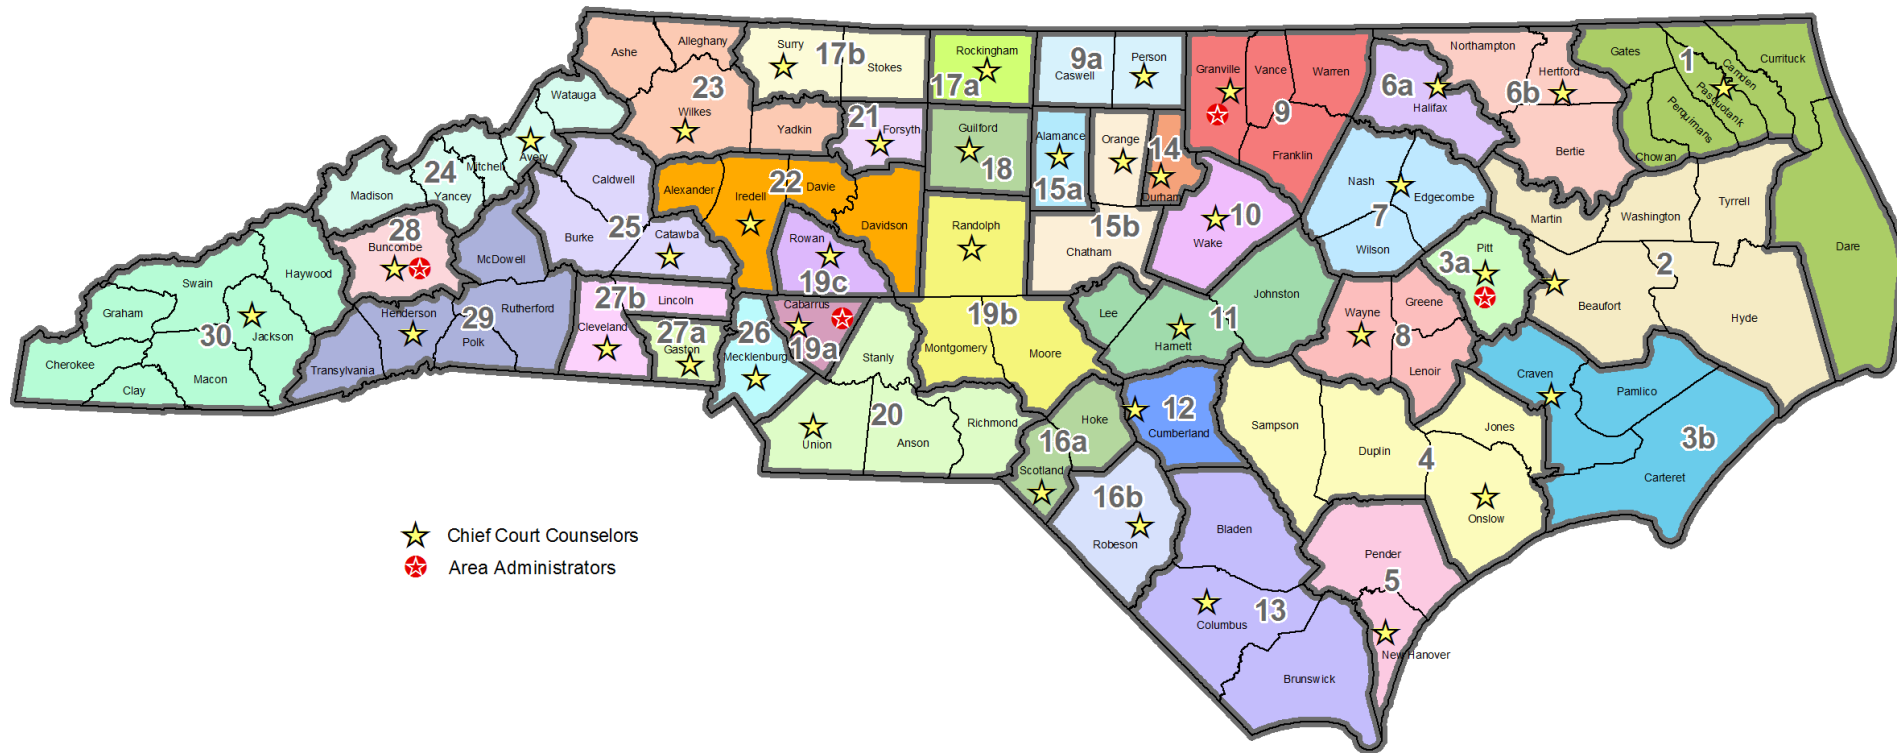 Ashe
Alleghany
Wilkes
23
Yadkin
Surry
17b
Stokes
Rockingham
17a
9a
Caswell
Person
Granville
Vance
Warren
9
Franklin
6a
Halifax
Northampton
Hertford
6b
Bertie
Gates
1
Camden
Currituck
Pasquotank
Perquimans
Chowan
Dare
Watauga
Avery
Mitchell
24
Yancey
Madison
Caldwell
25
Burke
Catawba
Alexander
Iredell
22
Davie
Davidson
21
Forsyth
Guilford
18
Alamance
15a
Orange
14
Durham
15b
Chatham
10
Wake
Nash
Edgecombe
7
Wilson
Martin
Washington
Tyrrell
2
Beaufort
Hyde
Pitt
3a
28
Buncombe
McDowell
Haywood
Swain
Graham
30
Jackson
Cherokee
Clay
Macon
Henderson
29
Rutherford
Polk
Transylvania
27b
Lincoln
Cleveland
27a
Gaston
26
Mecklenburg
Rowan
19c
Cabarrus
19a
Stanly
20
Union
Anson
Richmond
Randolph
19b
Montgomery
Moore
Lee
Harnett
11
Johnston
Wayne
Greene
8
Lenoir
Craven
Pamlico
3b
Carteret
Hoke
16a
Scotland
12
Cumberland
Sampson
Duplin
4
Jones
Onslow
16b
Robeson
Bladen
13
Columbus
Brunswick
Pender
5
New Hanover
Chief Court Counselors
Area Administrators